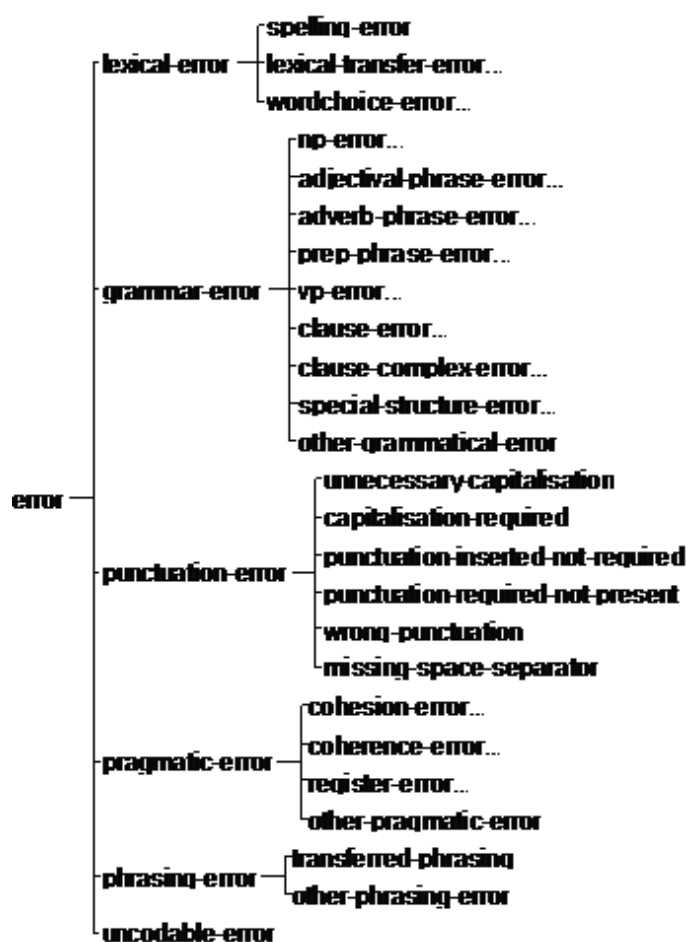 spelling-error
lexical-error
lexical-transfer-error...
wordchoice-error...
np-error...
adjectival-phrase-error...
adverb-phrase-error...
prep-phrase-error...
grammar-error
vp-error...
clause-error...
clause-complex-error...
special-structure-error...
other-grammatical-error
error
unnecessary-capitalisation
capitalisation-required
punctuation-inserted-not-required
punctuation-error
punctuation-required-not-present
wrong-punctuation
missing-space-separator
cohesion-error...
coherence-error...
pragmatic-error
register-error...
other-pragmatic-error
transferred-phrasing
phrasing-error
other-phrasing-error
uncodable-error